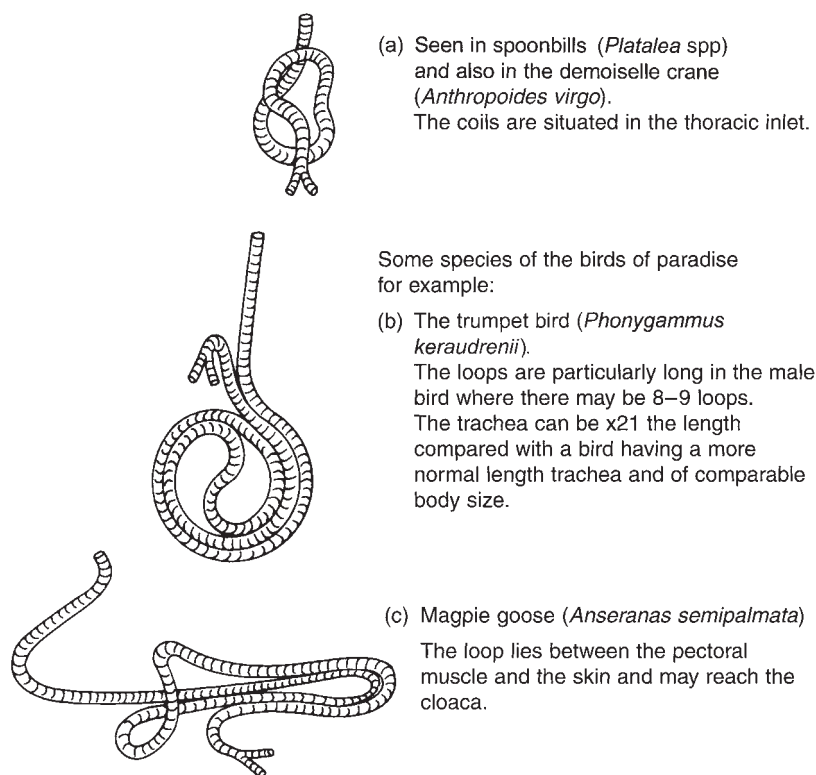 (a) Seen in spoonbills (Platalea spp)
and also in the demoiselle crane
(Anthropoides virgo).
The coils are situated in the thoracic inlet.
Some species of the birds of paradise
for example:
(b) The trumpet bird (Phonygammus
keraudrenii).
The loops are particularly long in the male
bird where there may be 8–9 loops.
The trachea can be x21 the length
compared with a bird having a more
normal length trachea and of comparable
body size.
(c) Magpie goose (Anseranas semipalmata)
The loop lies between the pectoral
muscle and the skin and may reach the
cloaca.